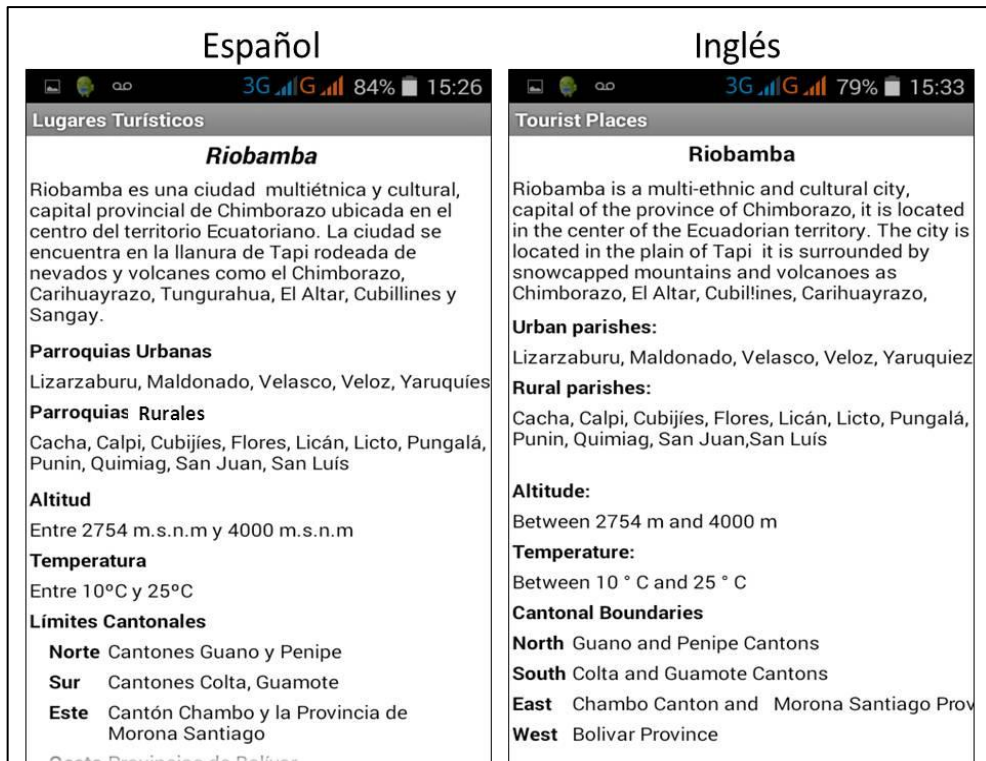 Español
3G G 84% 15:26
Lugares Turísticos
Riobamba
Riobamba es una ciudad multiétnica y cultural,
capital provincial de Chimborazo ubicada en el
centro del territorio Ecuatoriano. La ciudad se
encuentra en la llanura de Tapi rodeada de
nevados y volcanes como el Chimborazo,
Carihuayrazo, Tungurahua, El Altar, Cubillines y
Sangay.
Parroquias Urbanas
Lizarzaburu, Maldonado, Velasco, Veloz, Yaruquíes
Parroquias Rurales
Cacha, Calpi, Cubijíes, Flores, Licán, Licto, Pungalá,
Punin, Quimiag, San Juan, San Luís
Altitud
Entre 2754 m.s.n.m y 4000 m.s.n.m
Temperatura
Entre 10ºC y 25ºC
Límites Cantonales
Norte Cantones Guano y Penipe
Sur Cantones Colta, Guamote
Este Cantón Chambo y la Provincia de
Morona Santiago
Inglés
3G G 79% 15:33
Tourist Places
Riobamba
Riobamba is a multi-ethnic and cultural city,
capital of the province of Chimborazo, it is located
in the center of the Ecuadorian territory. The city is
located in the plain of Tapi it is surrounded by
snowcapped mountains and volcanoes as
Chimborazo, El Altar, Cubil!ines, Carihuayrazo,
Urban parishes:
Lizarzaburu, Maldonado, Velasco, Veloz, Yaruquiez
Rural parishes:
Cacha, Calpi, Cubijíes, Flores, Licán, Licto, Pungalá,
Punin, Quimiag, San Juan,San Luís
Altitude:
Between 2754 m and 4000 m
Temperature:
Between 10 ° C and 25 ° C
Cantonal Boundaries
North Guano and Penipe Cantons
South Colta and Guamote Cantons
East Chambo Canton and Morona Santiago Prov
West Bolivar Province